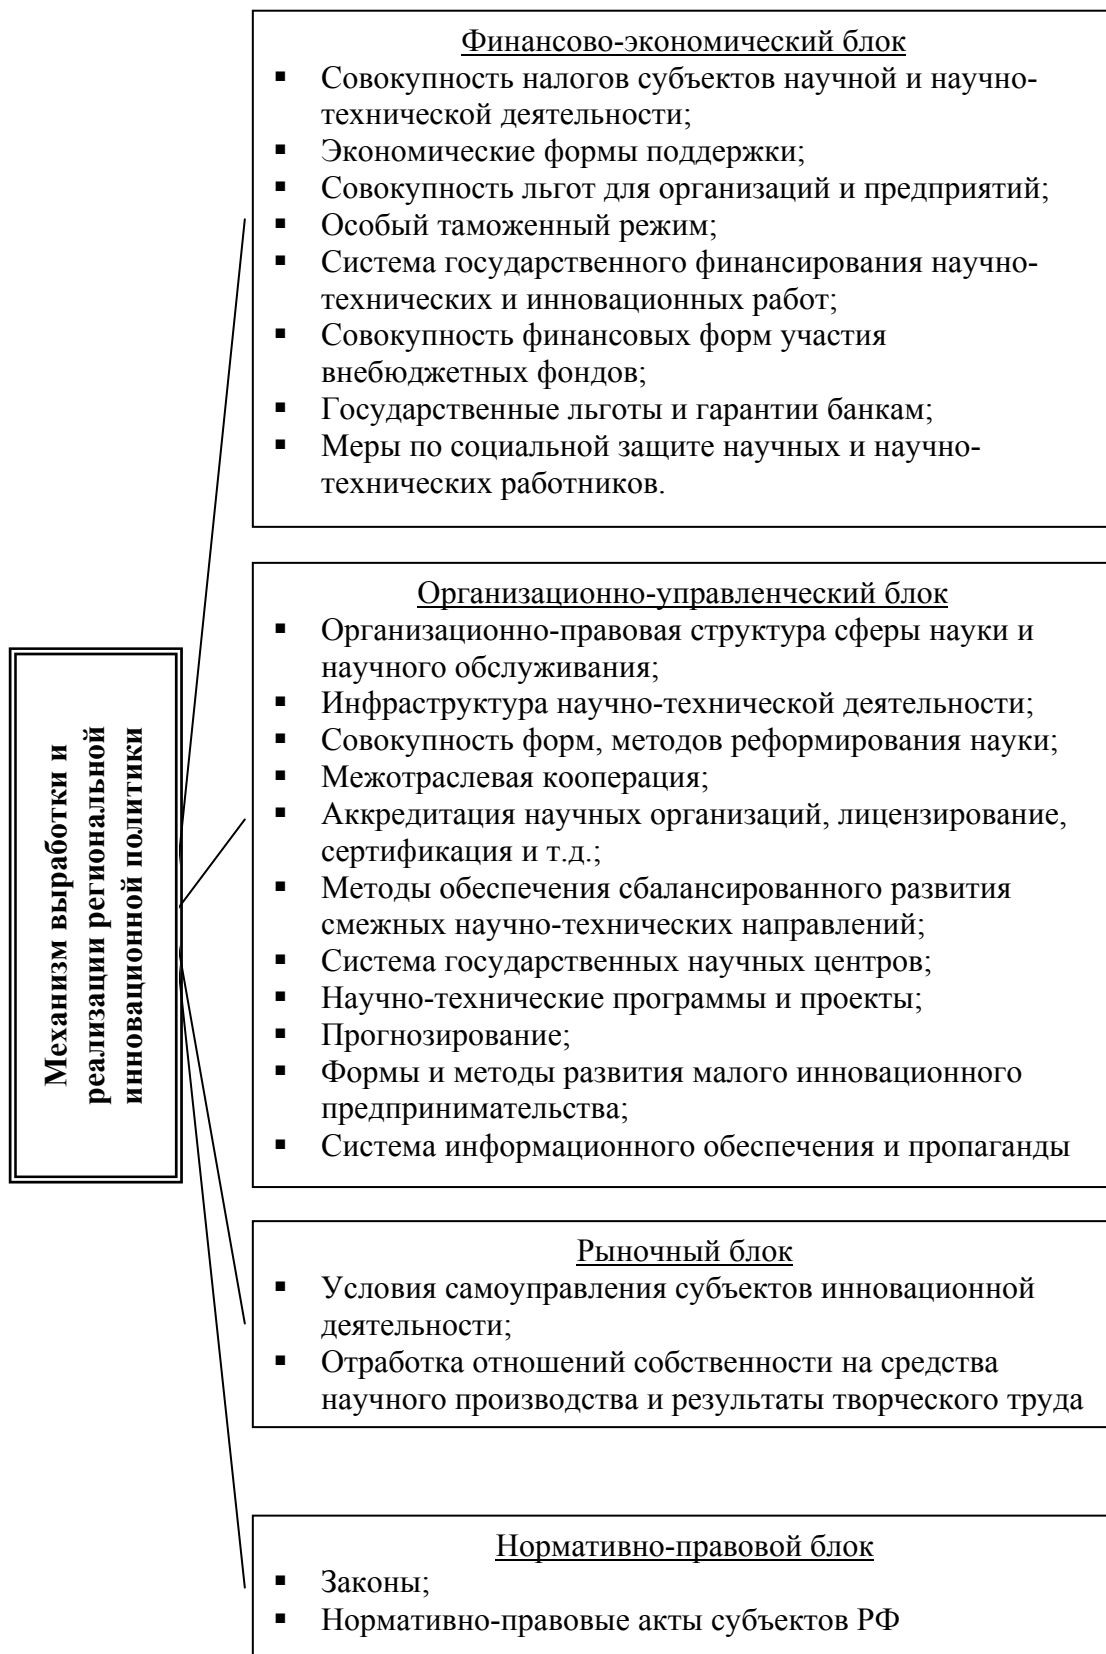 Механизм выработки и
реализации региональной
инновационной политики
Финансово-экономический блок
▪ Совокупность налогов субъектов научной и научно-
технической деятельности;
▪ Экономические формы поддержки;
▪ Совокупность льгот для организаций и предприятий;
▪ Особый таможенный режим;
▪ Система государственного финансирования научно-
технических и инновационных работ;
▪ Совокупность финансовых форм участия
внебюджетных фондов;
▪ Государственные льготы и гарантии банкам;
▪ Меры по социальной защите научных и научно-
технических работников.
Организационно-управленческий блок
▪ Организационно-правовая структура сферы науки и
научного обслуживания;
▪ Инфраструктура научно-технической деятельности;
▪ Совокупность форм, методов реформирования науки;
▪ Межотраслевая кооперация;
▪ Аккредитация научных организаций, лицензирование,
сертификация и т.д.;
▪ Методы обеспечения сбалансированного развития
смежных научно-технических направлений;
▪ Система государственных научных центров;
▪ Научно-технические программы и проекты;
▪ Прогнозирование;
▪ Формы и методы развития малого инновационного
предпринимательства;
▪ Система информационного обеспечения и пропаганды
Рыночный блок
▪ Условия самоуправления субъектов инновационной
деятельности;
▪ Отработка отношений собственности на средства
научного производства и результаты творческого труда
Нормативно-правовой блок
▪ Законы;
▪ Нормативно-правовые акты субъектов РФ